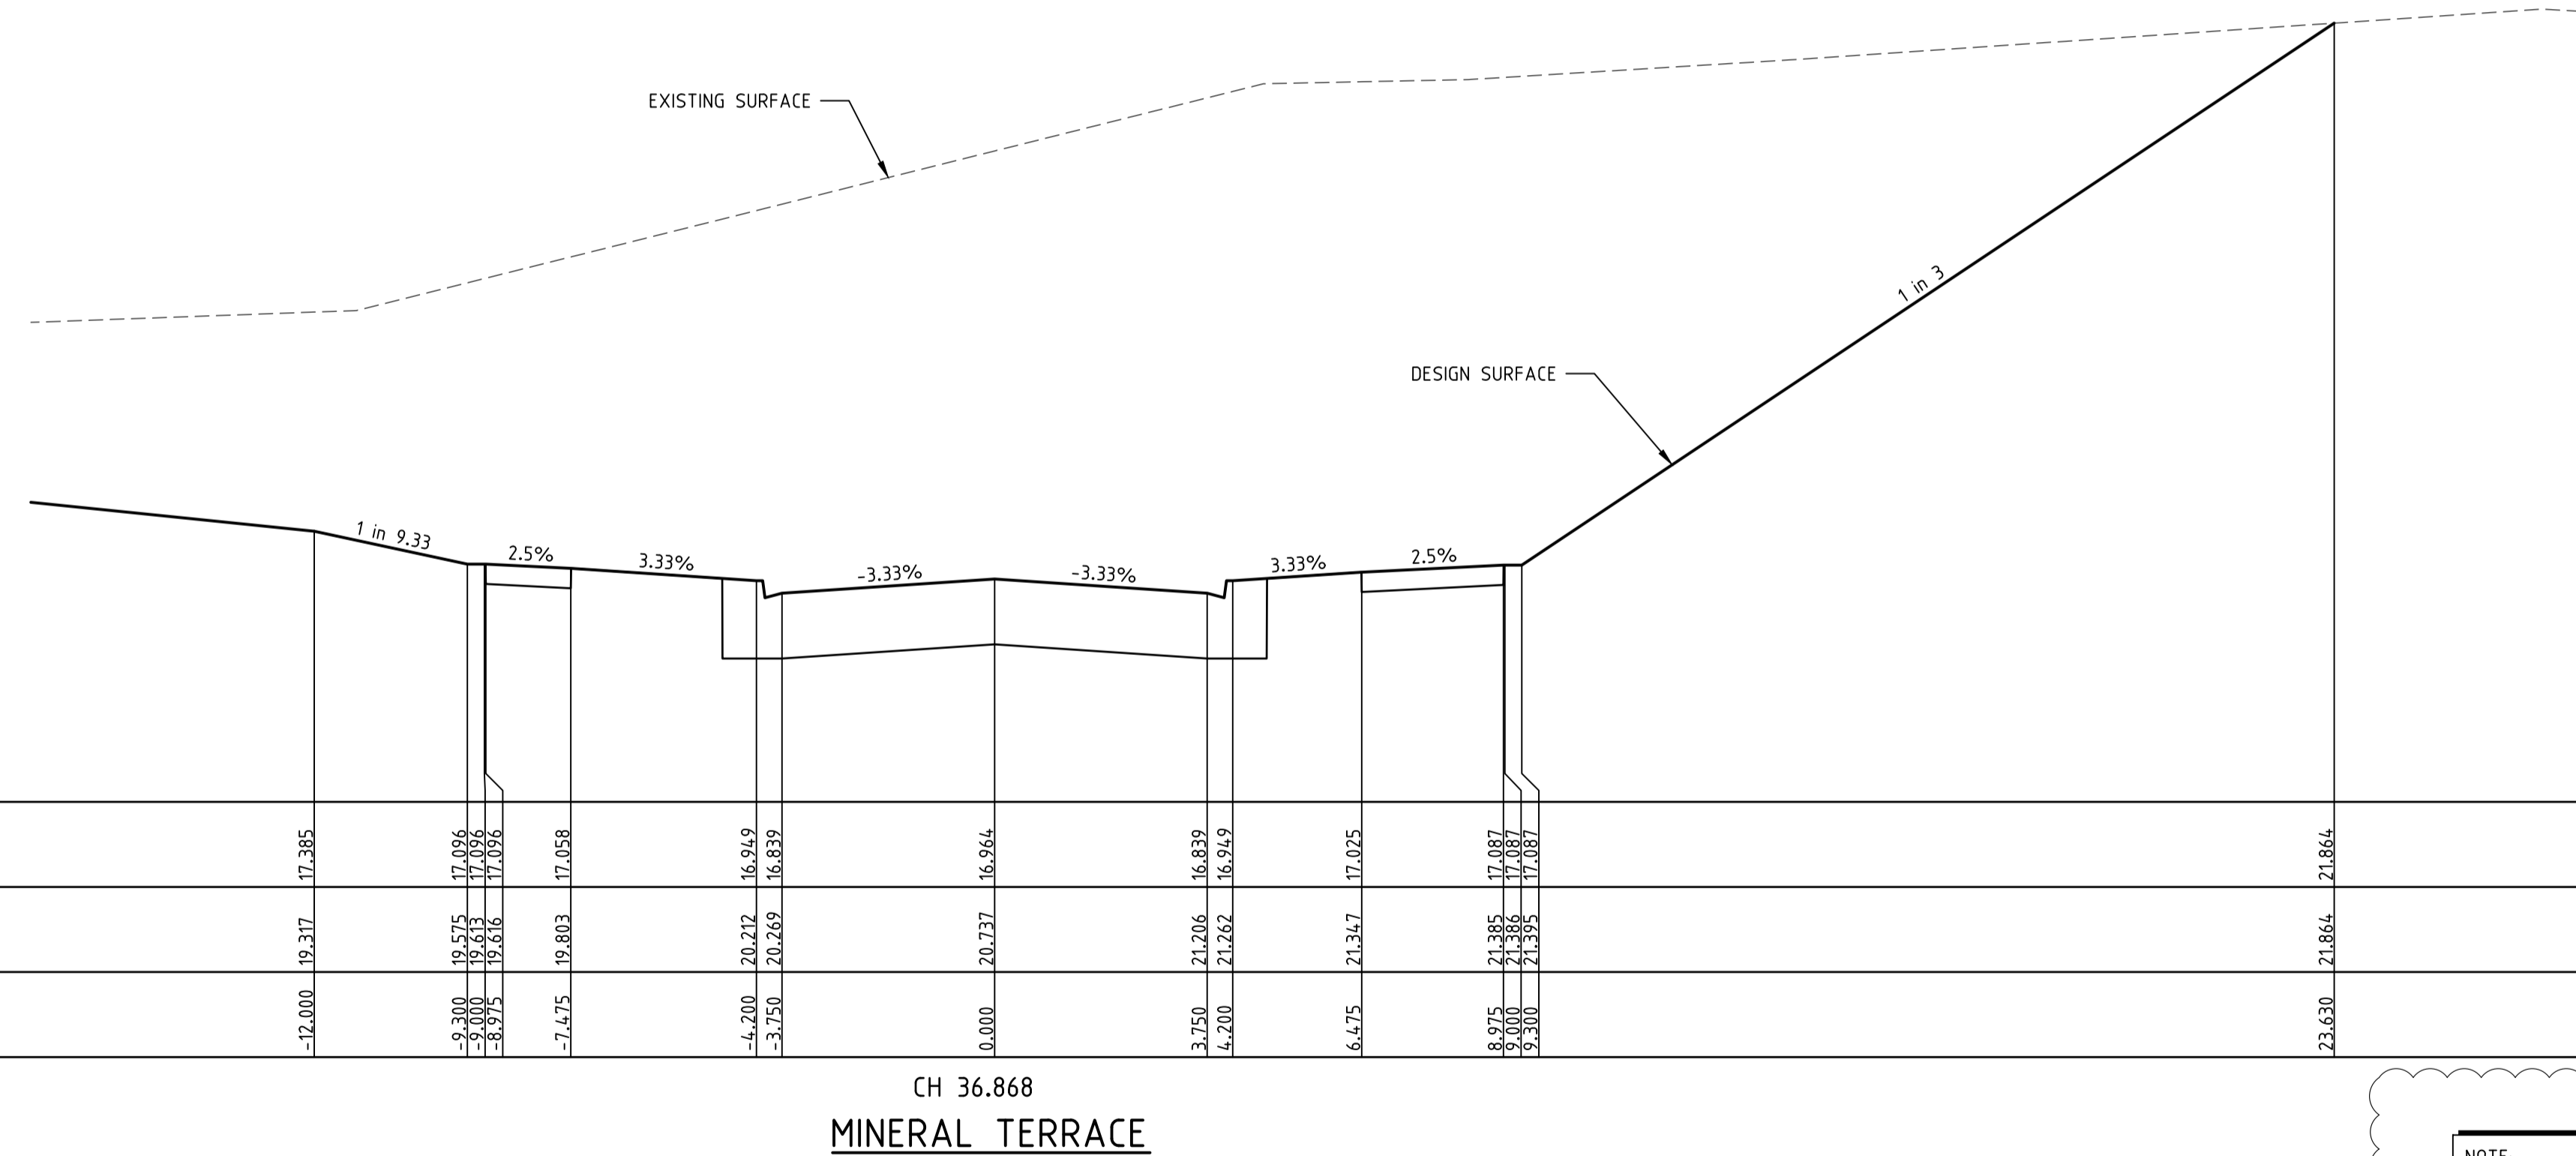 EXISTING SURFACE
1 in 3
DESIGN SURFACE
1 in 9.33
2.5%
3.33%
-3.33%
-3.33%
3.33%
2.5%
17.385 17.096 17.096 17.096 17.058 16.949 16.839 16.964 16.839 16.949 17.025 17.087 17.087 17.087 21.864
19.317 19.575 19.613 19.616 19.803 20.212 20.269 20.737 21.206 21.262 21.347 21.385 21.386 21.395 21.864
-12.000 -9.300 -9.000 -8.975 -7.475 -4.200 -3.750 0.000 3.750 4.200 6.475 8.975 9.000 9.300 23.630
CH 36.868
MINERAL TERRACE
NOTE